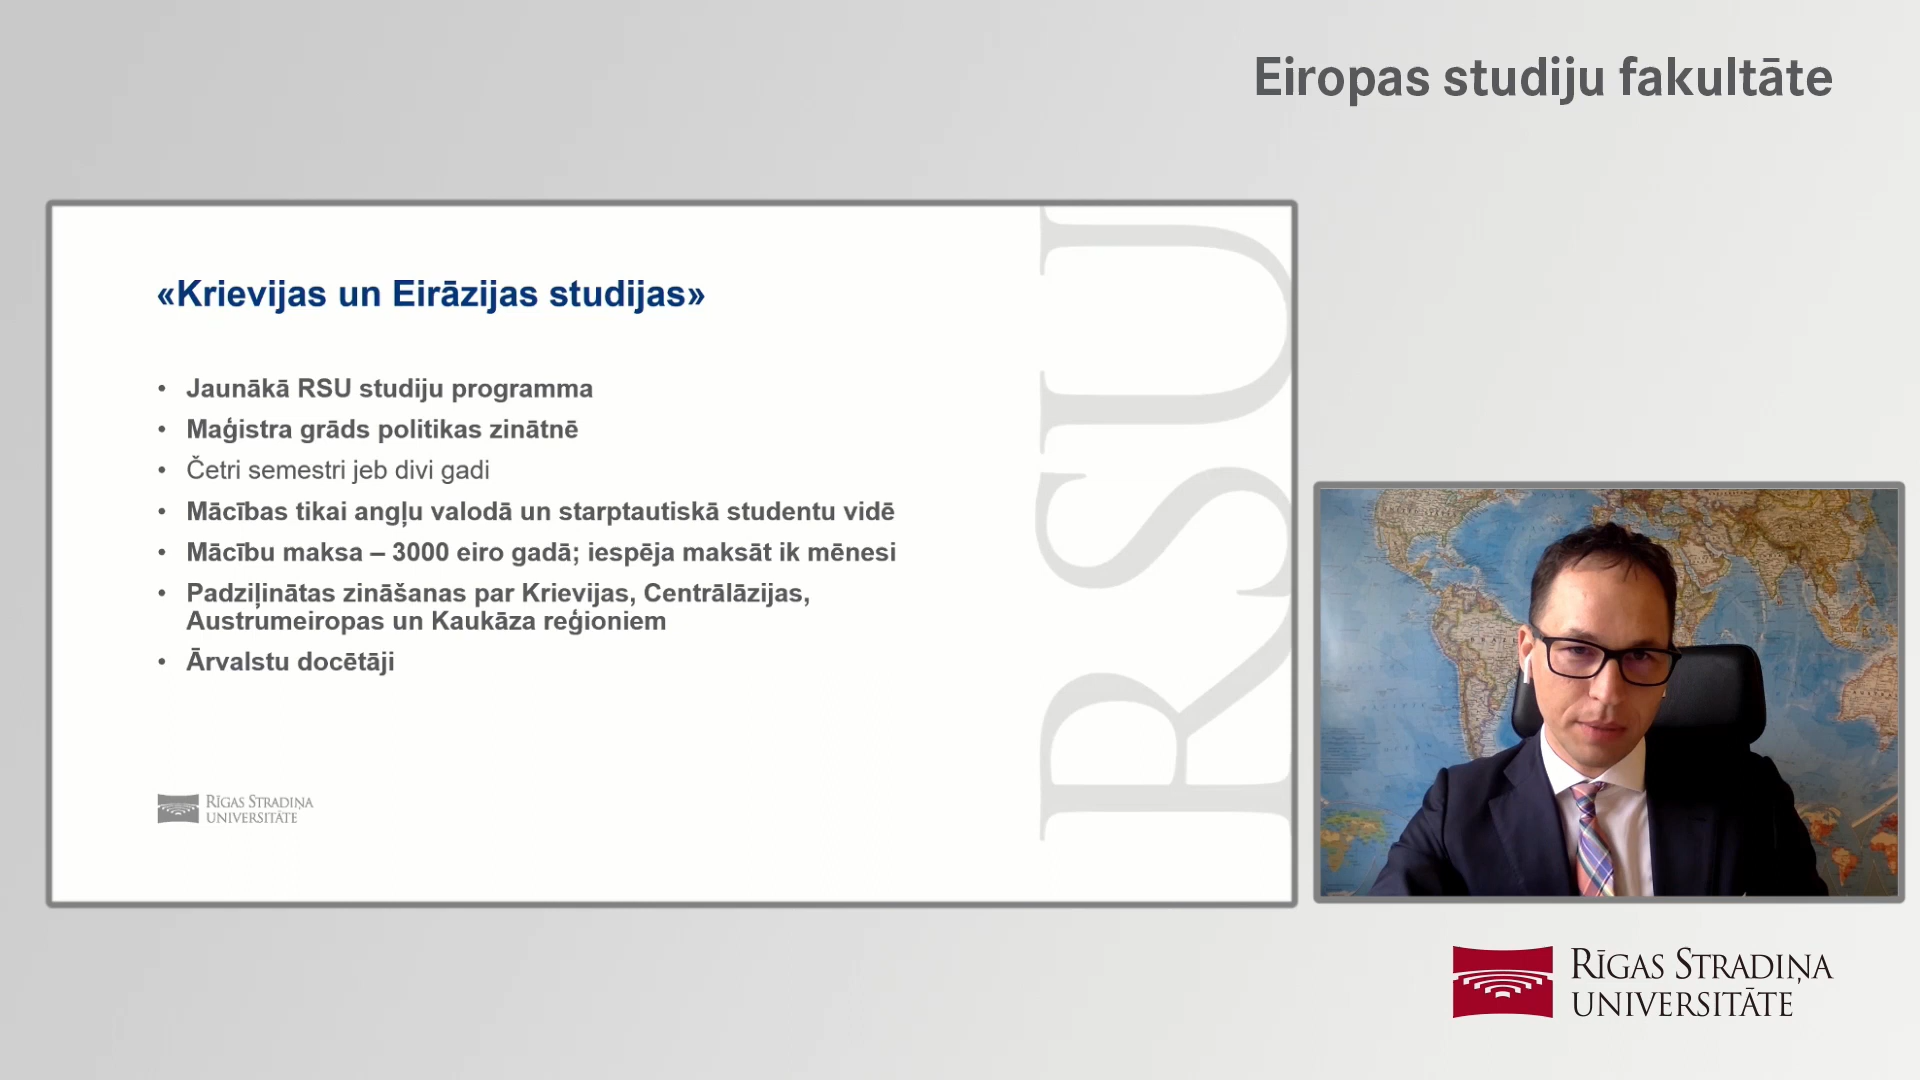 Eiropas studiju fakultāte
«Krievijas un Eirāzijas studijas»
• Jaunākā RSU studiju programma
• Maģistra grāds politikas zinātnē
• Četri semestri jeb divi gadi
• Mācības tikai angļu valodā un starptautiskā studentu vidē
• Mācību maksa – 3000 eiro gadā; iespēja maksāt ik mēnesi
• Padziļinātas zināšanas par Krievijas, Centrālāzijas,
Austrumeiropas un Kaukāza reģioniem
• Ārvalstu docētāji
RĪGAS STRADIŅA
UNIVERSITĀTE
RSU
BRAZIL
RĪGAS STRADIŅA
UNIVERSITĀTE